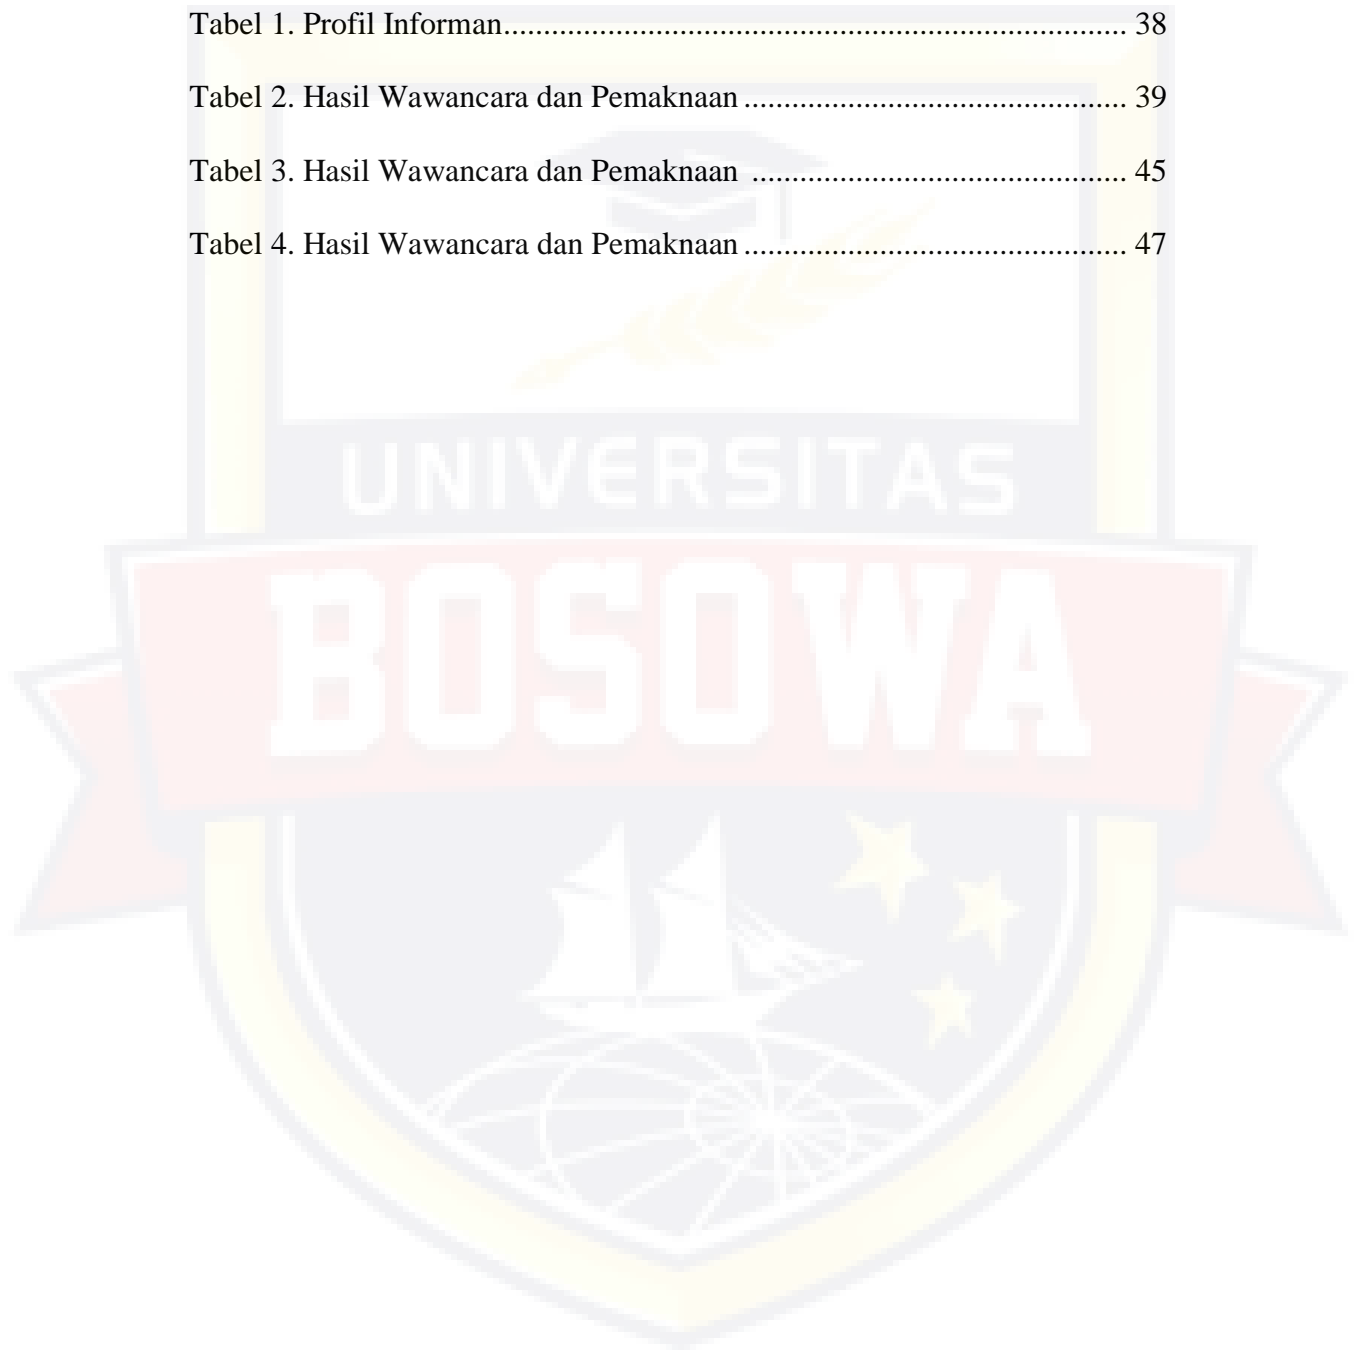 Tabel 1. Profil Informan.............................................................................. 38
Tabel 2. Hasil Wawancara dan Pemaknaan ................................................ 39
Tabel 3. Hasil Wawancara dan Pemaknaan ............................................... 45
Tabel 4. Hasil Wawancara dan Pemaknaan ................................................ 47
UNIVERSITAS
BOSOWA